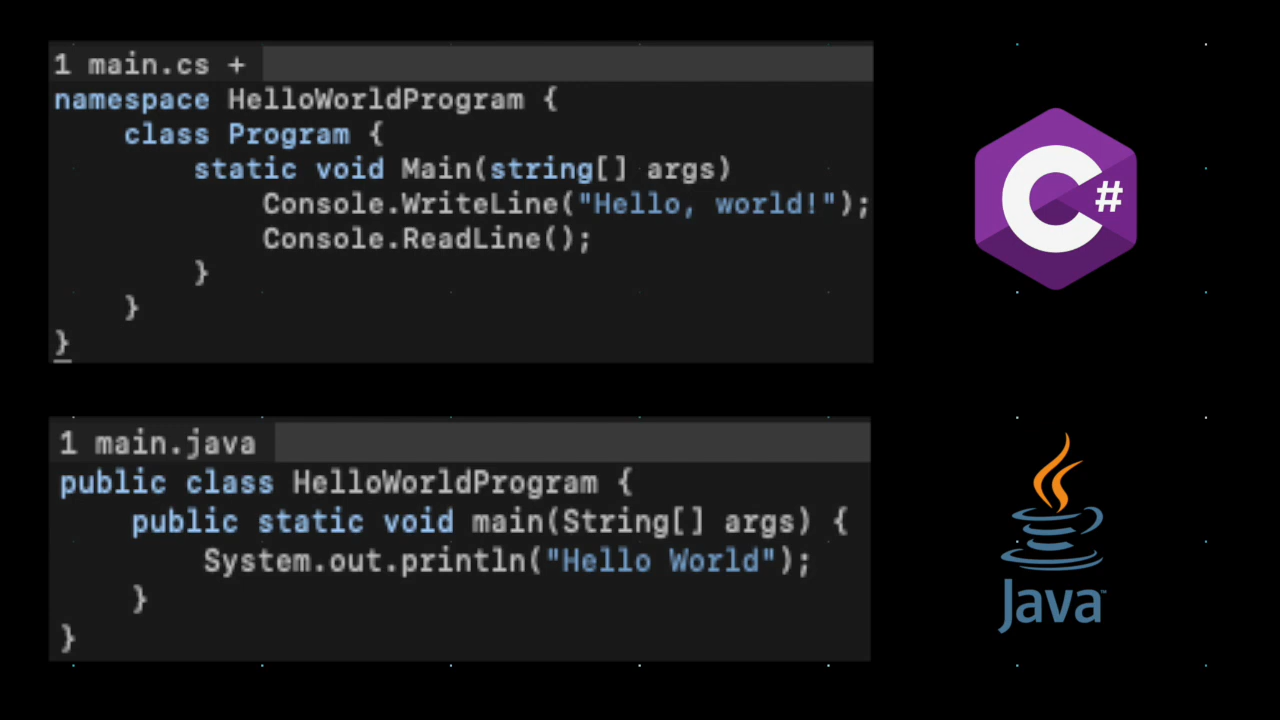 1 main.cs +
namespace HelloWorldProgram {
    class Program {
        static void Main(string[] args)
            Console.WriteLine("Hello, world!");
            Console.ReadLine();
        }
    }
}
C#
1 main.java
public class HelloWorldProgram {
    public static void main(String[] args) {
        System.out.println("Hello World");
    }
}
Java™